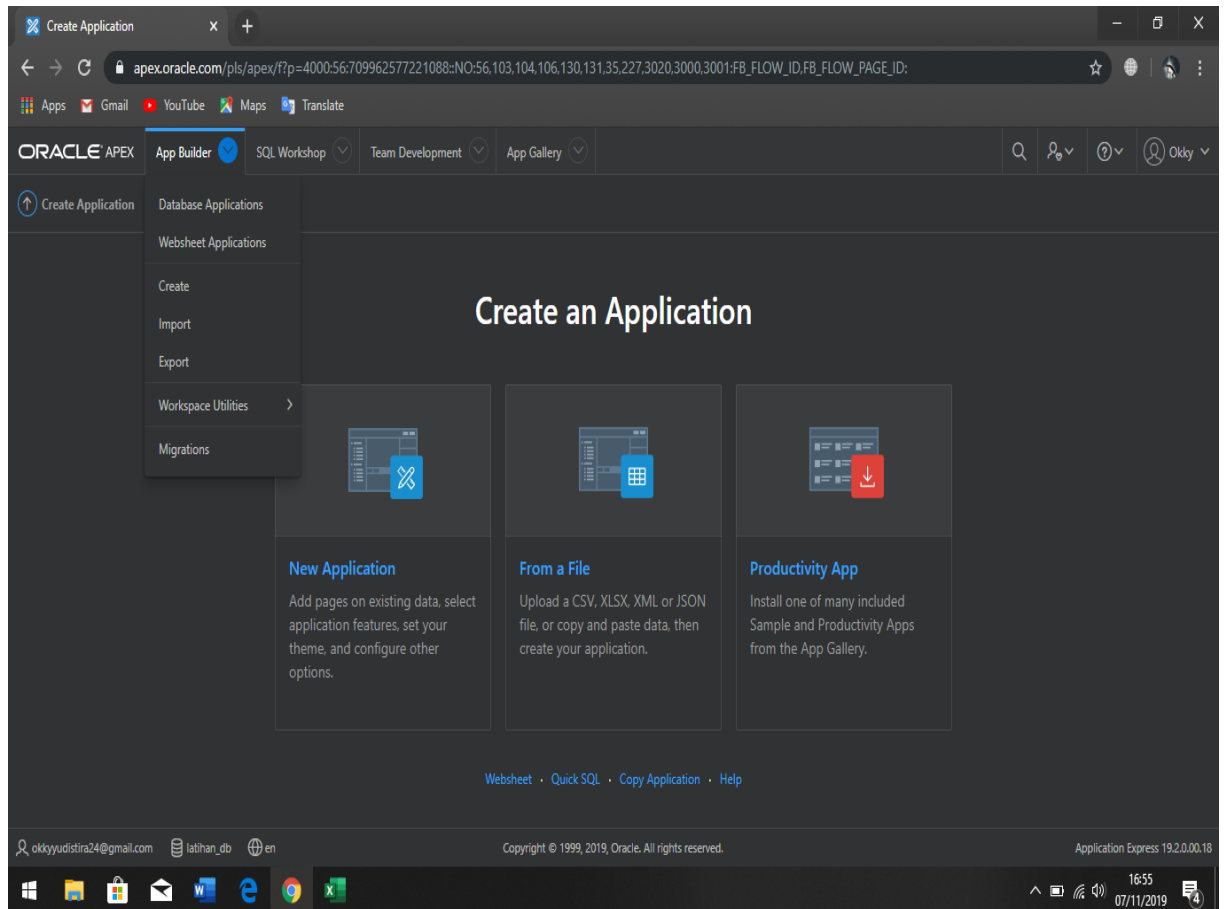 Create Application
apex.oracle.com/pls/apex/f?p=4000:56:709962577221088::NO:56,103,104,106,130,131,35,227,3020,3000,3001:FB_FLOW_ID,FB_FLOW_PAGE_ID:
Apps Gmail YouTube Maps Translate
ORACLE APEX App Builder SQL Workshop Team Development App Gallery Okky
Create Application
Database Applications
Websheet Applications
Create
Import
Export
Workspace Utilities
Migrations
Create an Application
New Application
Add pages on existing data, select
application features, set your
theme, and configure other
options.
From a File
Upload a CSV, XLSX, XML or JSON
file, or copy and paste data, then
create your application.
Productivity App
Install one of many included
Sample and Productivity Apps
from the App Gallery.
Websheet · Quick SQL · Copy Application · Help
okkyyudistira24@gmail.com latihan_db en Copyright © 1999, 2019, Oracle. All rights reserved. Application Express 19.2.0.00.18
16:55
07/11/2019
4